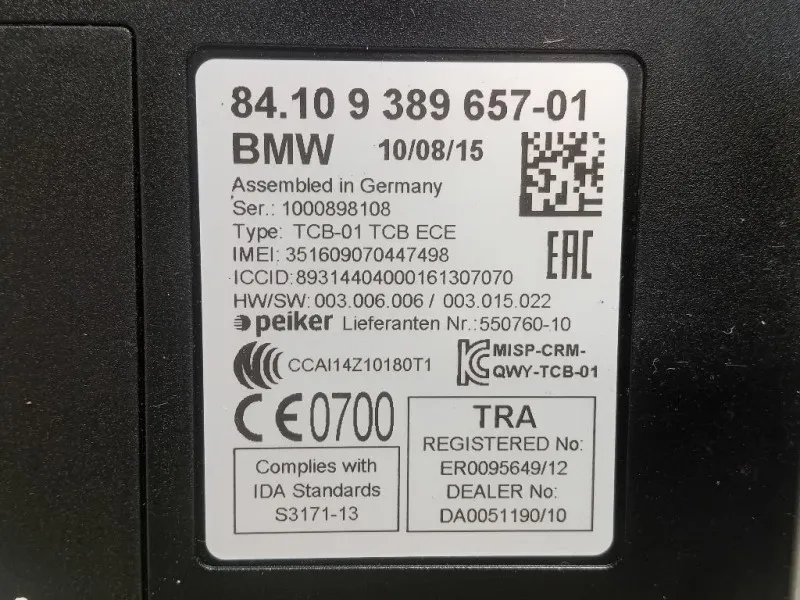 84.10 9 389 657-01
BMW 10/08/15
Assembled in Germany
Ser.: 1000898108
Type: TCB-01 TCB ECE
IMEI: 351609070447498
ICCID: 89314404000161307070
HW/SW: 003.006.006 / 003.015.022
peiker Lieferanten Nr.: 550760-10
CCAI14Z10180T1
MISP-CRM-
QWY-TCB-01
EAC
CE0700
Complies with
IDA Standards
S3171-13
TRA
REGISTERED No:
ER0095649/12
DEALER No:
DA0051190/10